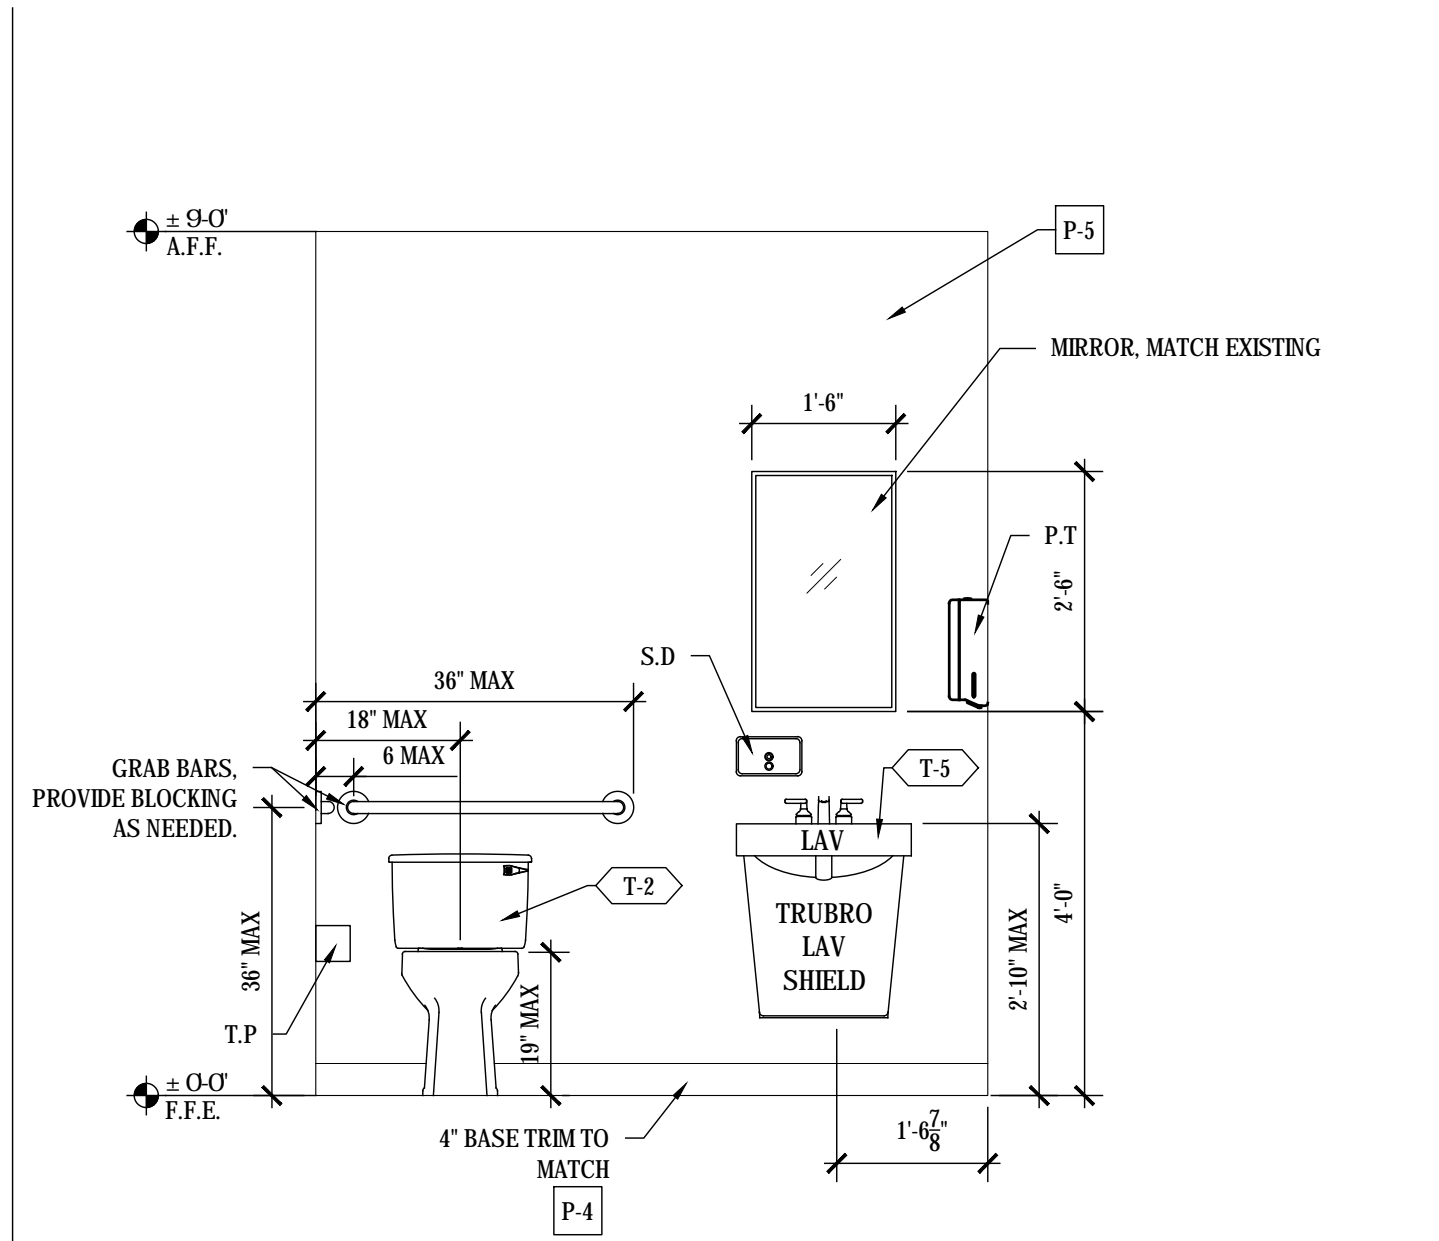 ± 9'-0"
A.F.F.
P-5
MIRROR, MATCH EXISTING
1'-6"
P.T
2'-6"
S.D
36" MAX
18" MAX
6 MAX
GRAB BARS,
PROVIDE BLOCKING
AS NEEDED.
T-5
LAV
T-2
TRUBRO
LAV
SHIELD
36" MAX
19" MAX
2'-10" MAX
4'-0"
T.P
± 0'-0"
F.F.E.
4" BASE TRIM TO
MATCH
P-4
1'-6 7/8"